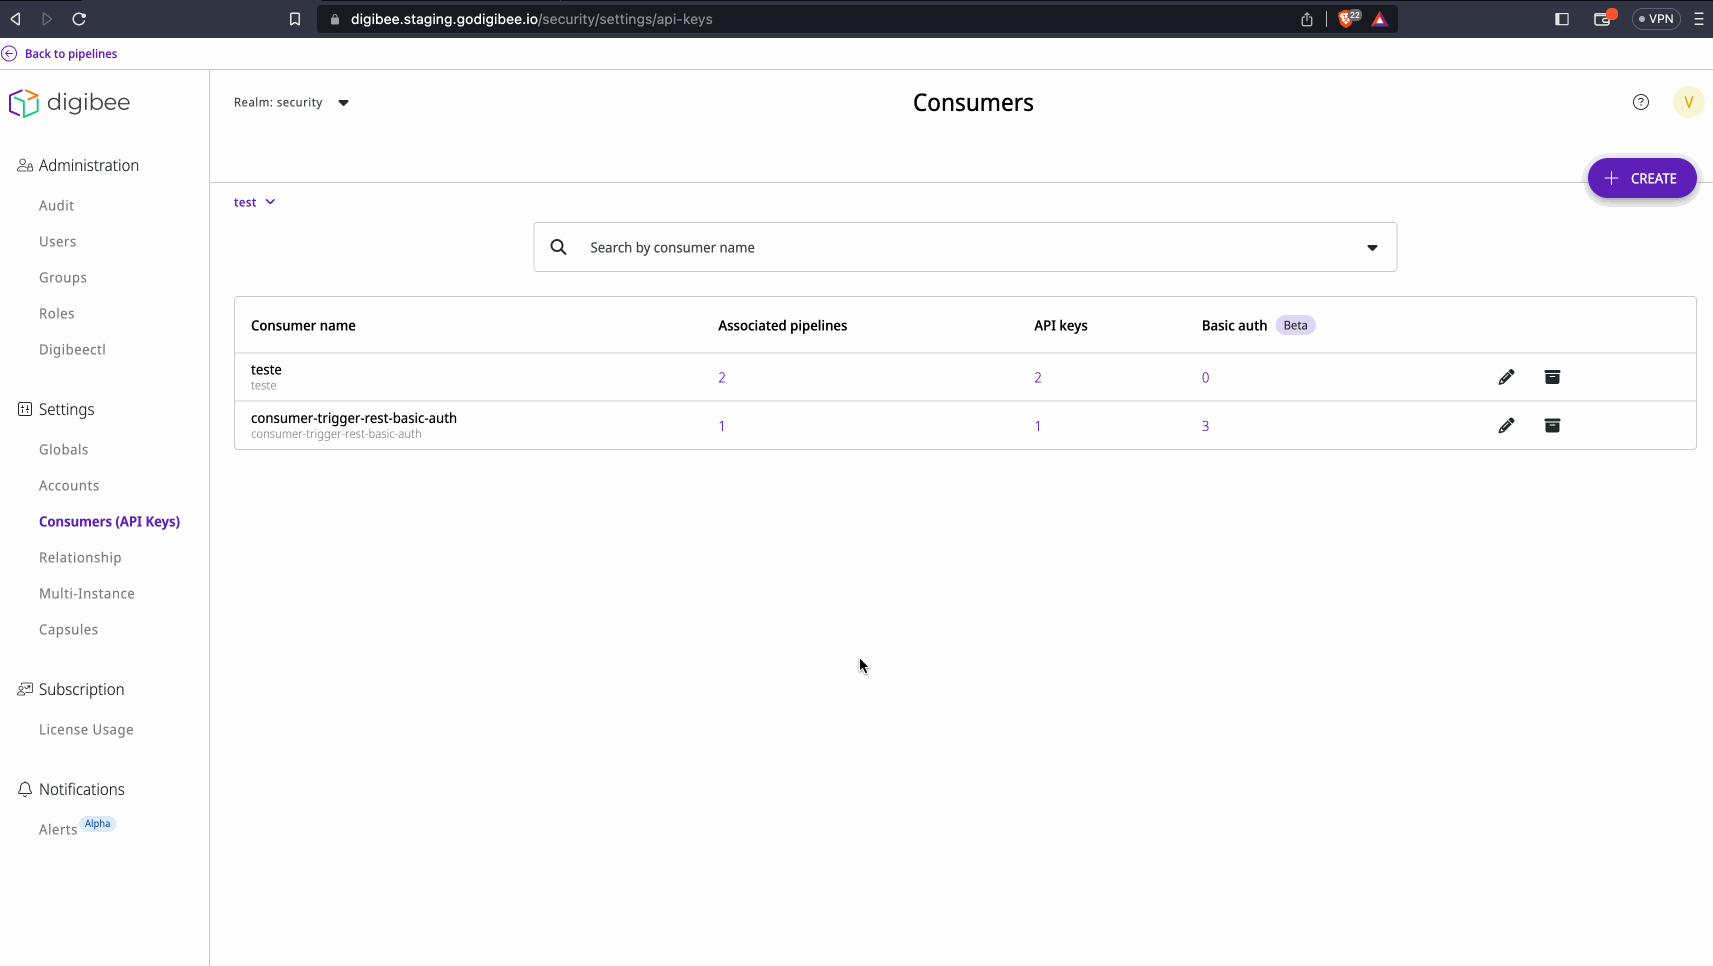 digibee.staging.godigibee.io/security/settings/api-keys
22
VPN
Back to pipelines
digibee
Realm: security
Consumers
?
V
Administration
Audit
Users
Groups
Roles
Digibeectl
Settings
Globals
Accounts
Consumers (API Keys)
Relationship
Multi-Instance
Capsules
Subscription
License Usage
Notifications
Alerts Alpha
+ CREATE
test
Search by consumer name
Consumer name Associated pipelines API keys Basic auth Beta
teste 2 2 0
teste
consumer-trigger-rest-basic-auth 1 1 3
consumer-trigger-rest-basic-auth